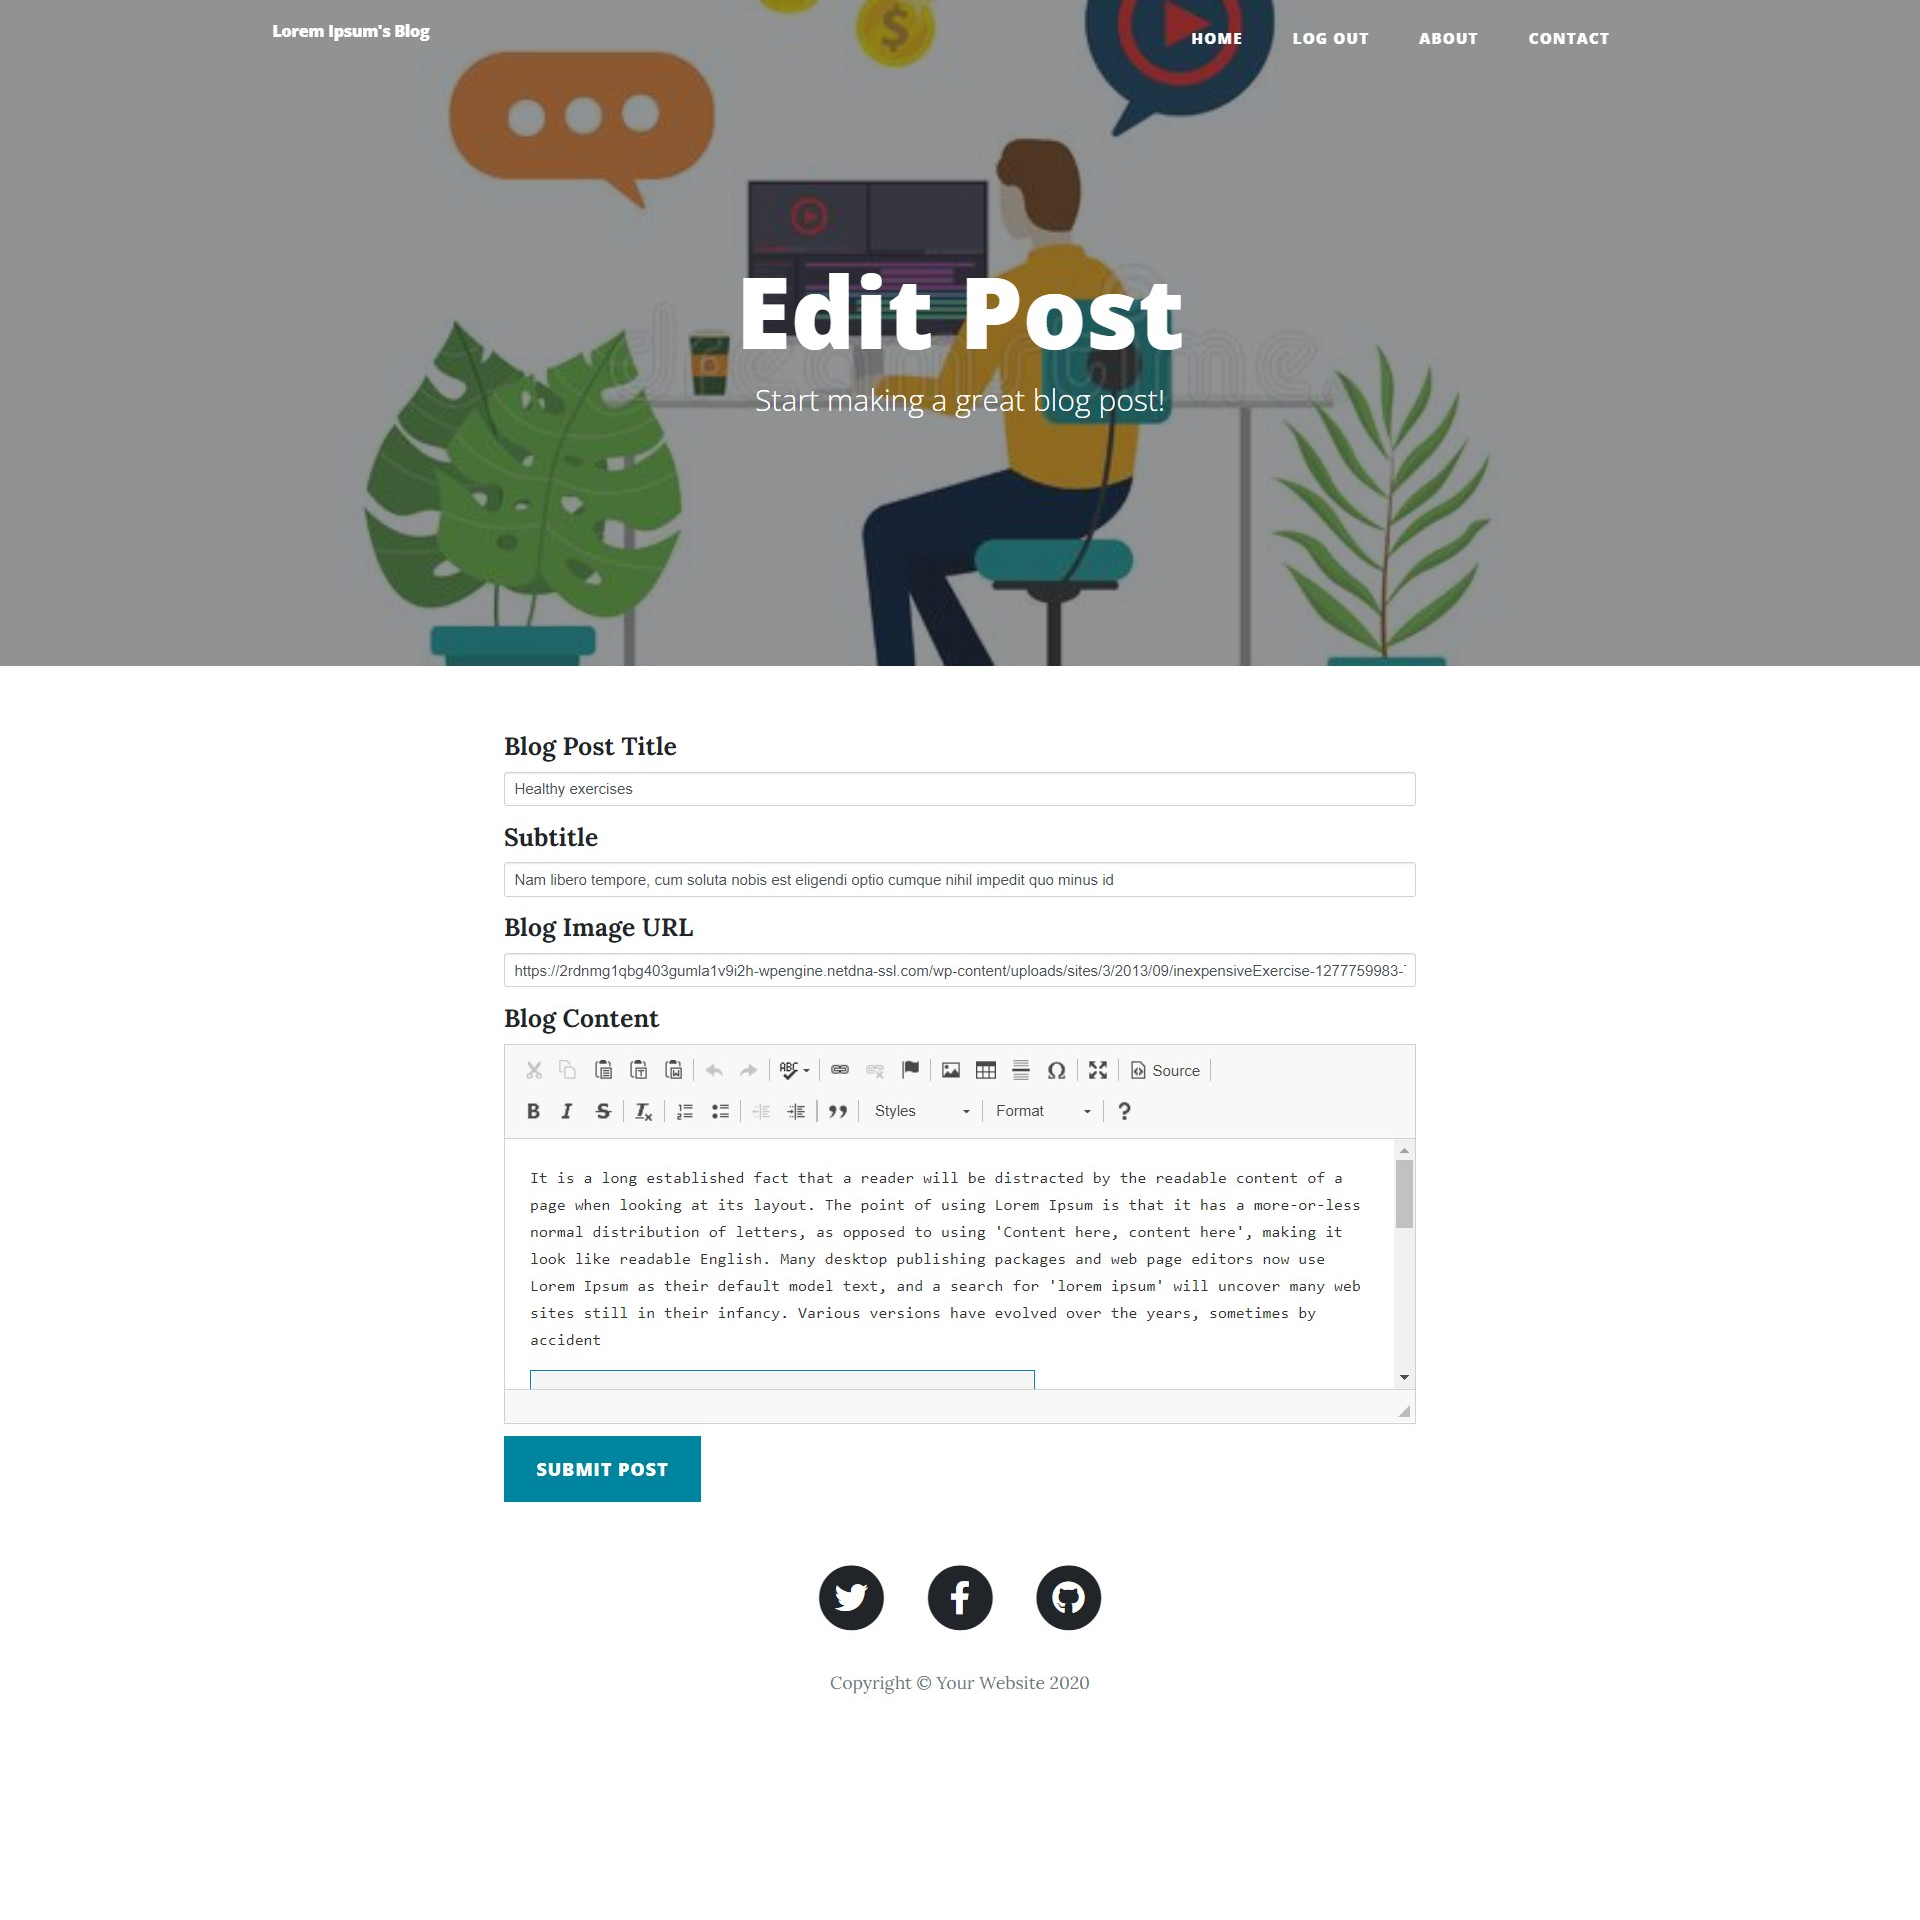 Lorem Ipsum's Blog
HOME LOG OUT ABOUT CONTACT
$
dreamstime.
Edit Post
Start making a great blog post!
Blog Post Title
Healthy exercises
Subtitle
Nam libero tempore, cum soluta nobis est eligendi optio cumque nihil impedit quo minus id
Blog Image URL
https://2rdnmg1qbg403gumla1v9i2h-wpengine.netdna-ssl.com/wp-content/uploads/sites/3/2013/09/inexpensiveExercise-1277759983-
Blog Content
ABC Ω Source
B I S Tx Styles Format ?
It is a long established fact that a reader will be distracted by the readable content of a
page when looking at its layout. The point of using Lorem Ipsum is that it has a more-or-less
normal distribution of letters, as opposed to using 'Content here, content here', making it
look like readable English. Many desktop publishing packages and web page editors now use
Lorem Ipsum as their default model text, and a search for 'lorem ipsum' will uncover many web
sites still in their infancy. Various versions have evolved over the years, sometimes by
accident
SUBMIT POST
Copyright © Your Website 2020